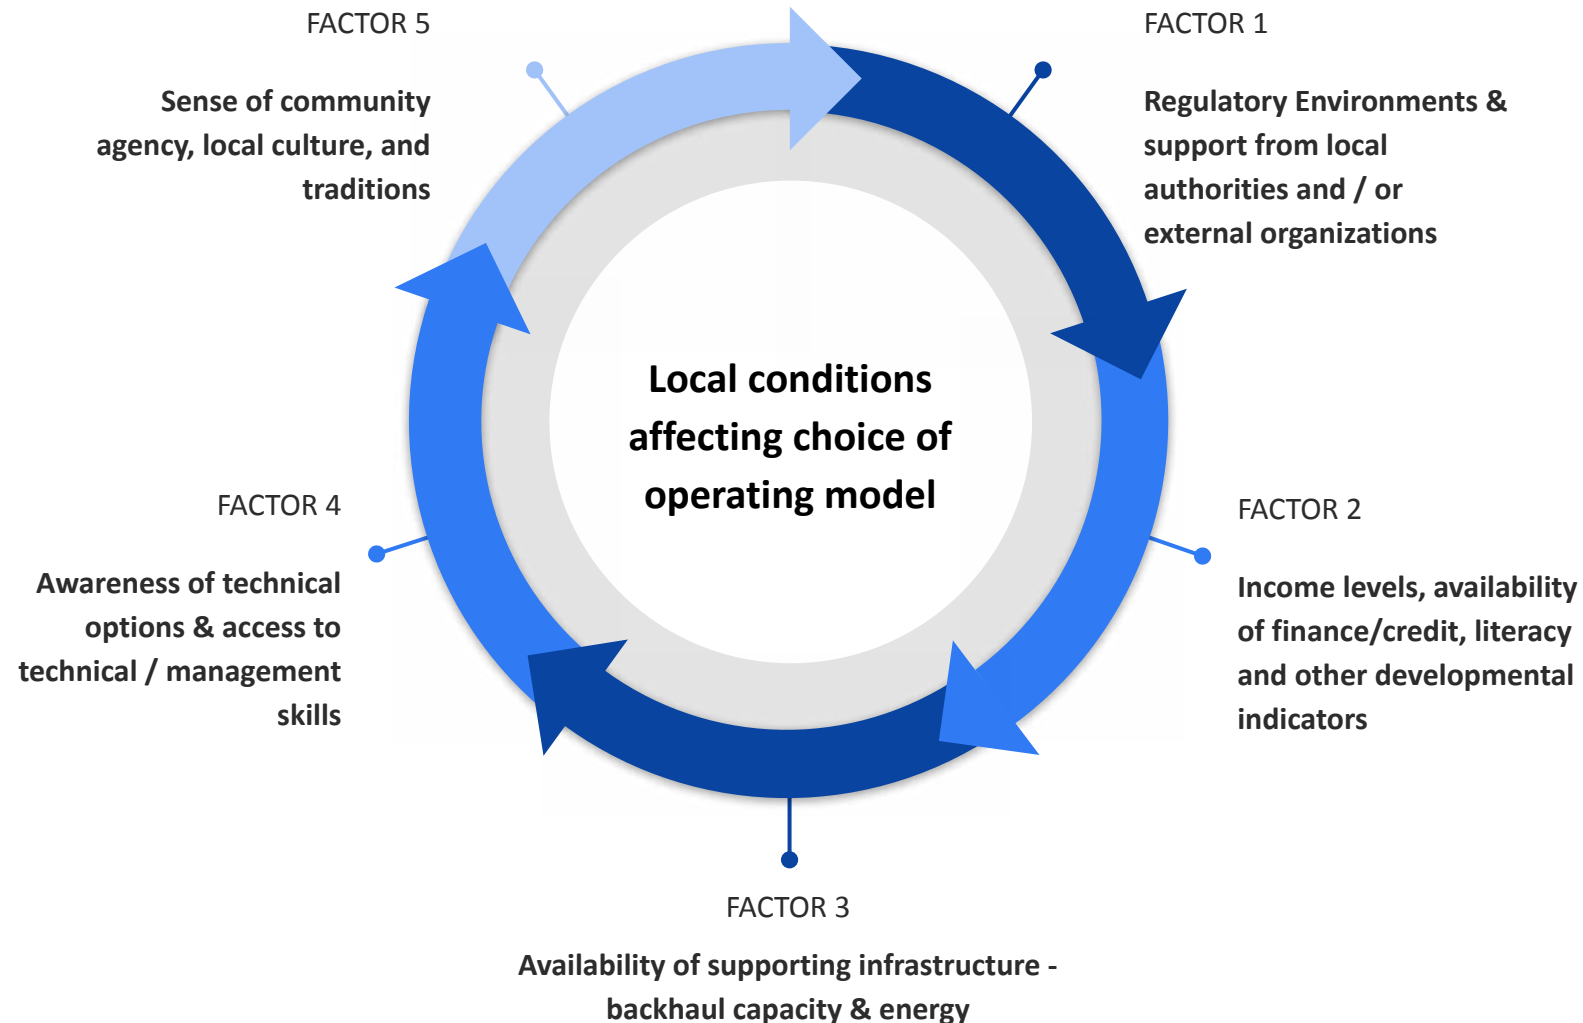 FACTOR 5
Sense of community
agency, local culture, and
traditions
FACTOR 1
Regulatory Environments &
support from local
authorities and / or
external organizations
Local conditions
affecting choice of
operating model
FACTOR 4
Awareness of technical
options & access to
technical / management
skills
FACTOR 2
Income levels, availability
of finance/credit, literacy
and other developmental
indicators
FACTOR 3
Availability of supporting infrastructure -
backhaul capacity & energy